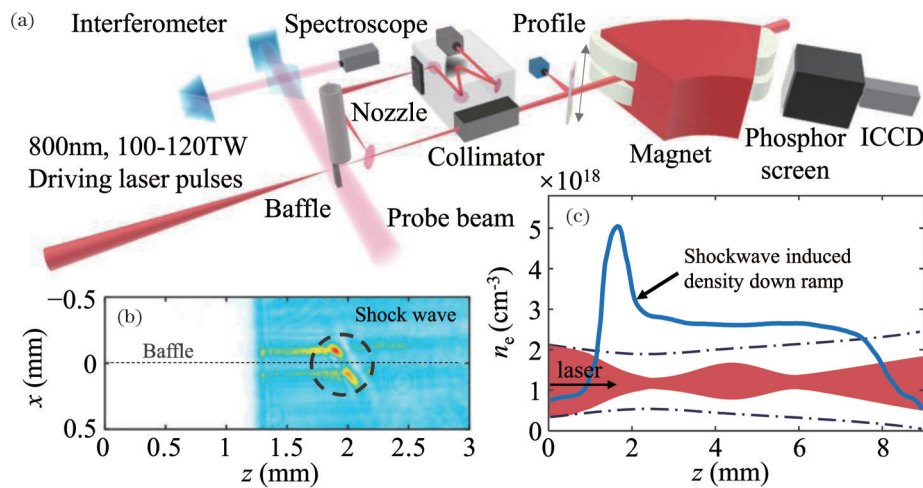 (a)
Interferometer
Spectroscope
Profile
Nozzle
800nm, 100-120TW
Driving laser pulses
Collimator
Magnet
Phosphor
screen
ICCD
Baffle
Probe beam
(b)
Shock wave
Baffle
x (mm)
−0.5
0
0.5
0 0.5 1 1.5 2 2.5 3
z (mm)
×10¹⁸
(c)
Shockwave induced
density down ramp
laser
nₑ (cm⁻³)
5
4
3
2
1
0
0 2 4 6 8
z (mm)